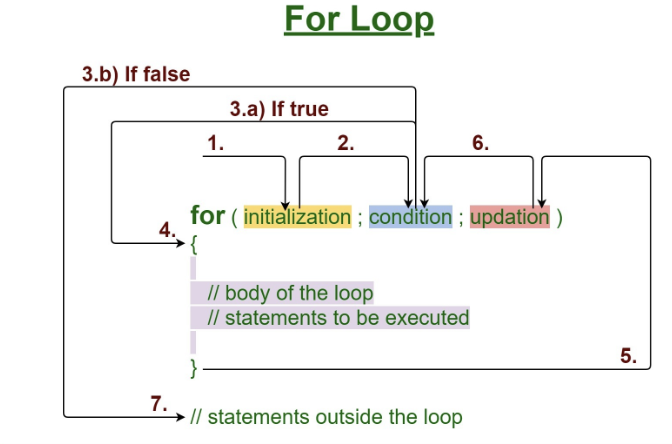 For Loop
3.b) If false
3.a) If true
1. 2. 6.
for ( initialization ; condition ; updation )
4.
{
// body of the loop
// statements to be executed
5.
}
7.
// statements outside the loop